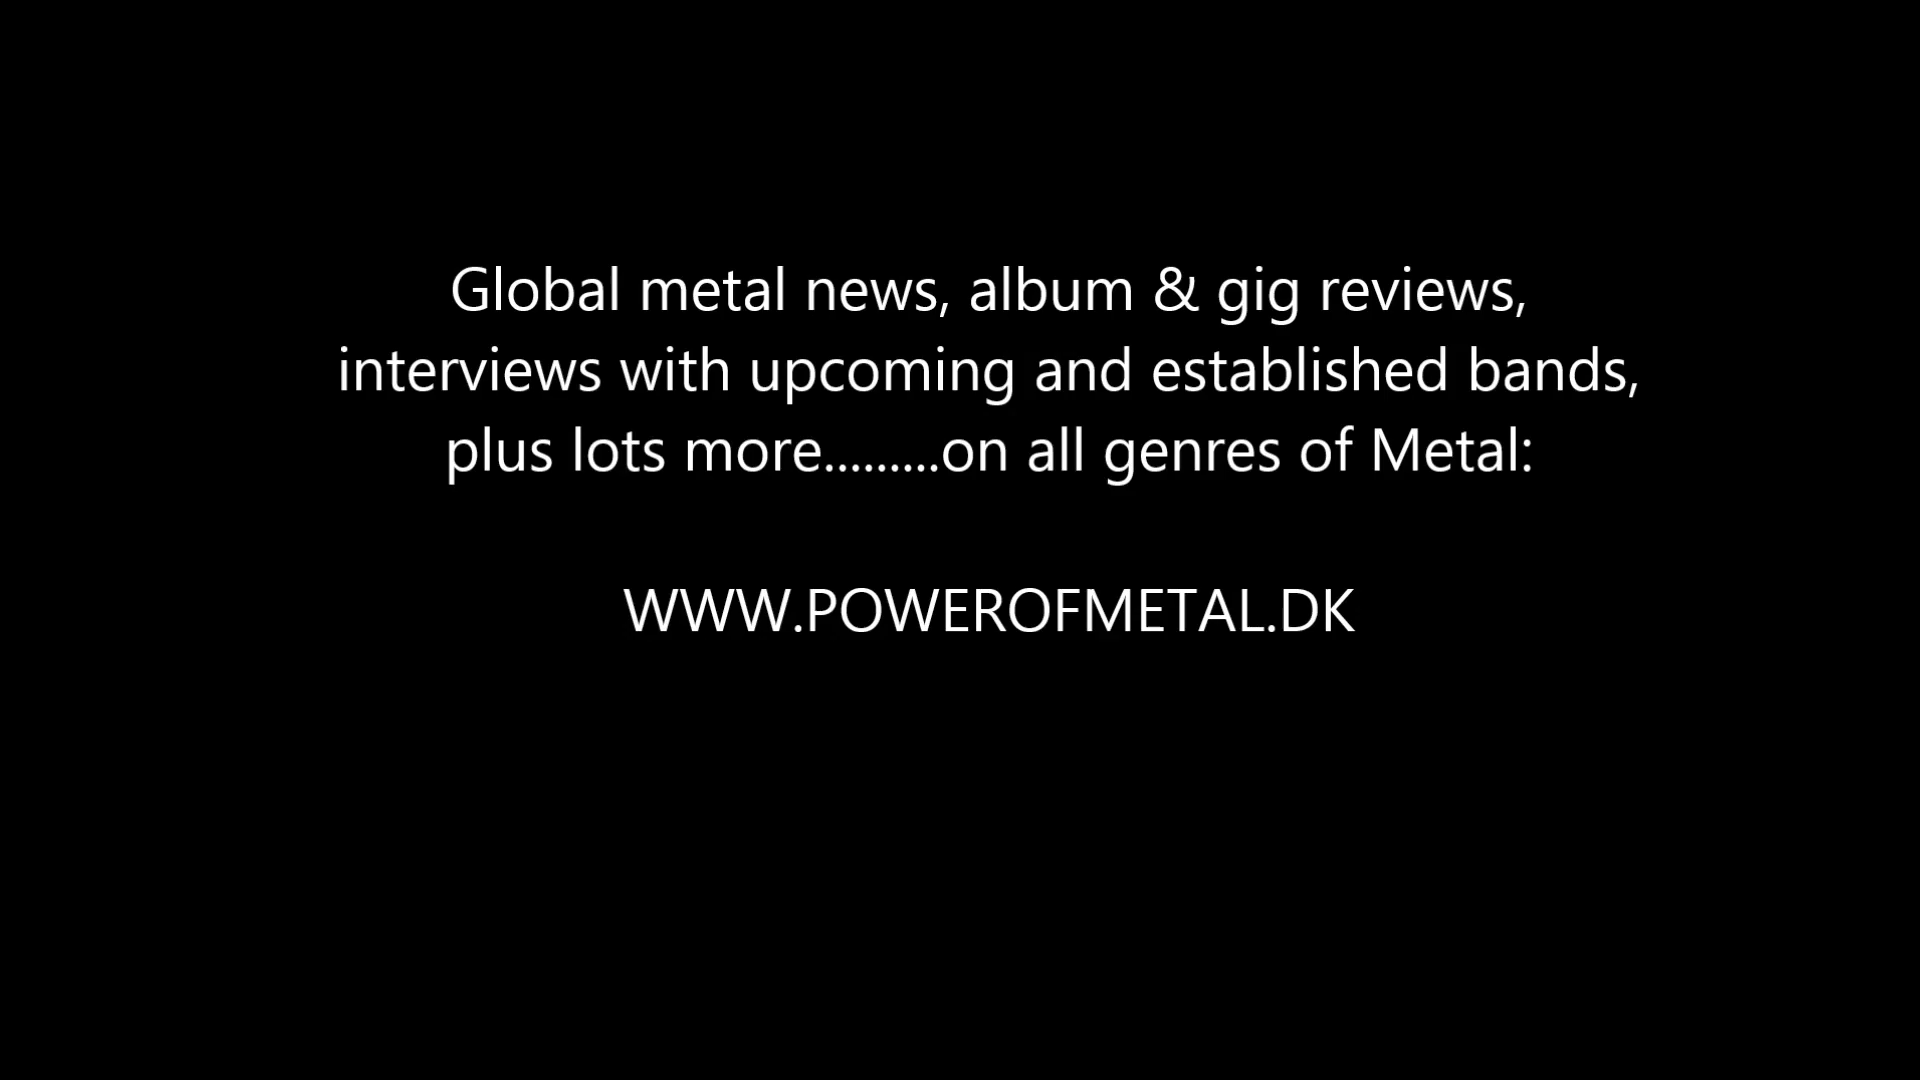 Global metal news, album & gig reviews,
interviews with upcoming and established bands,
plus lots more.........on all genres of Metal:
WWW.POWEROFMETAL.DK